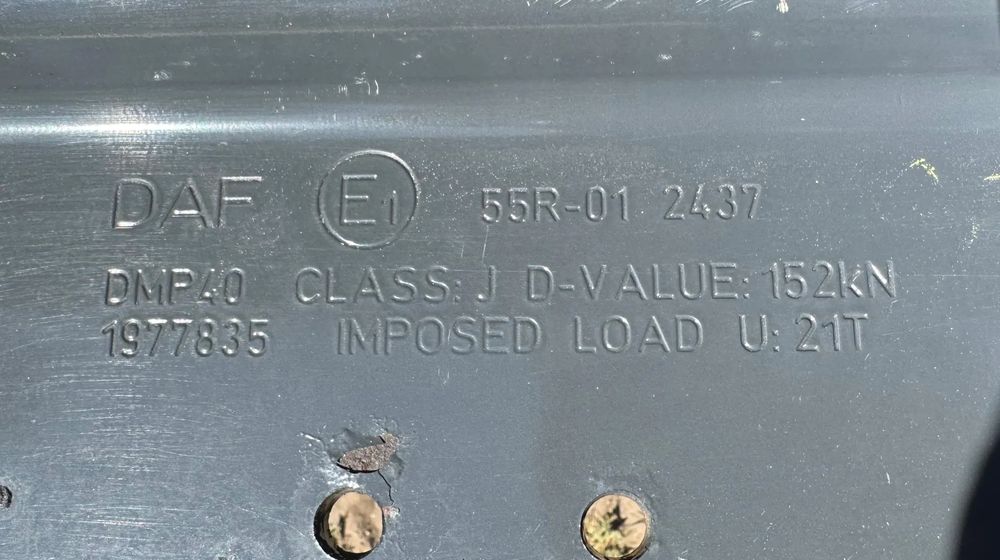 DAF E1 55R-01 2437
DMP40 CLASS: J D-VALUE: 152kN
1977835 IMPOSED LOAD U: 21T